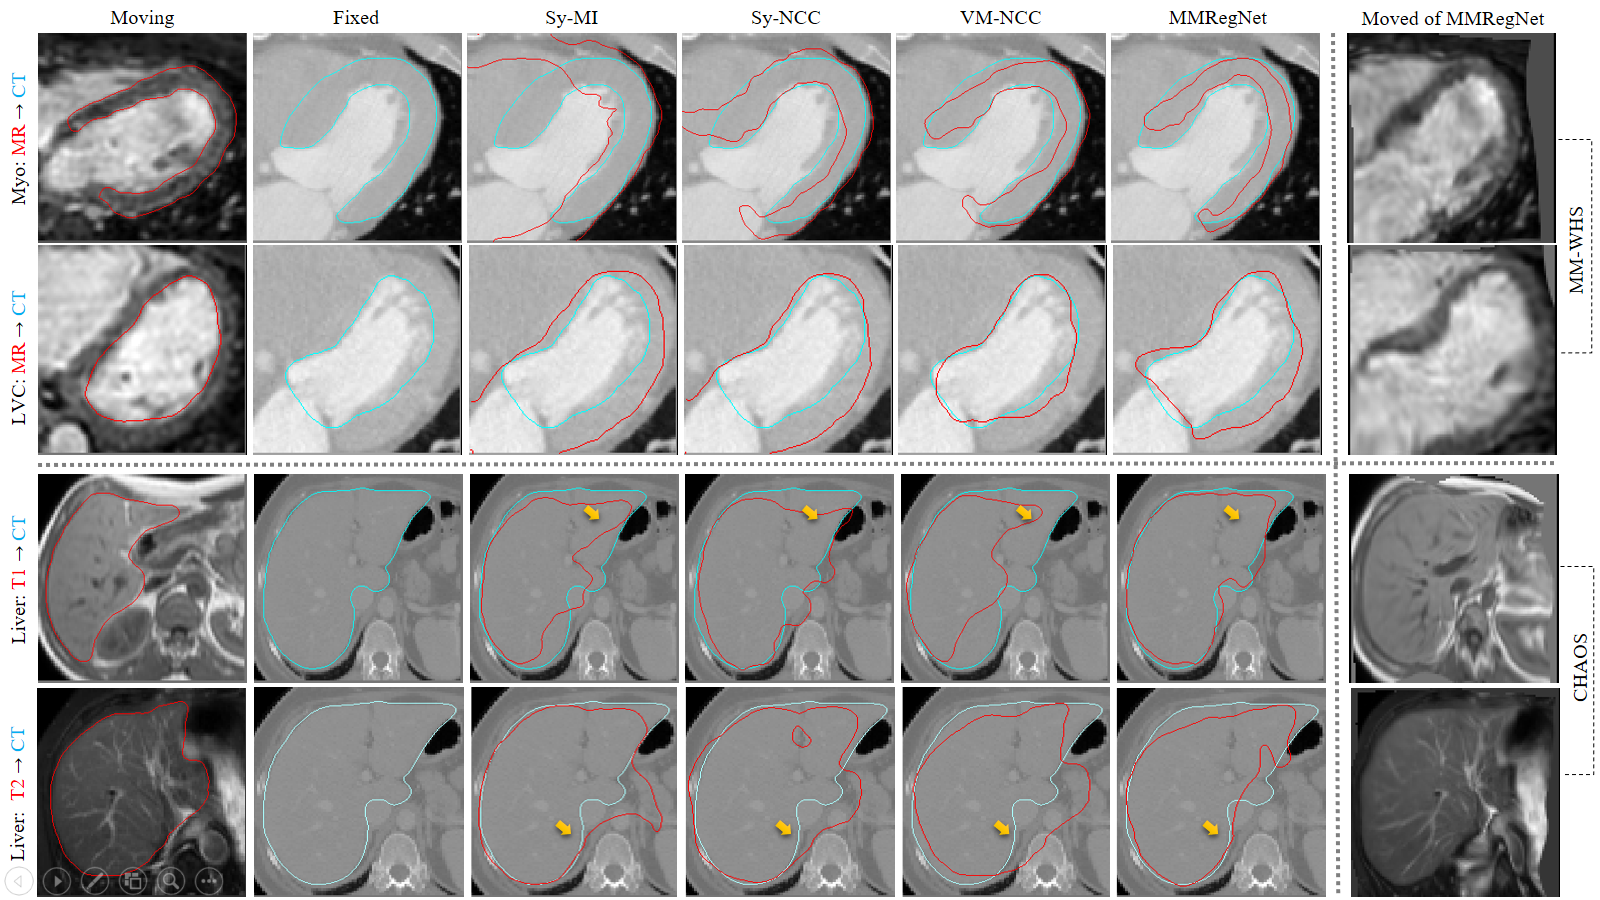 Moving Fixed Sy-MI Sy-NCC VM-NCC MMRegNet Moved of MMRegNet
Myo: MR → CT
LVC: MR → CT
MM-WHS
Liver: T1 → CT
Liver: T2 → CT
CHAOS